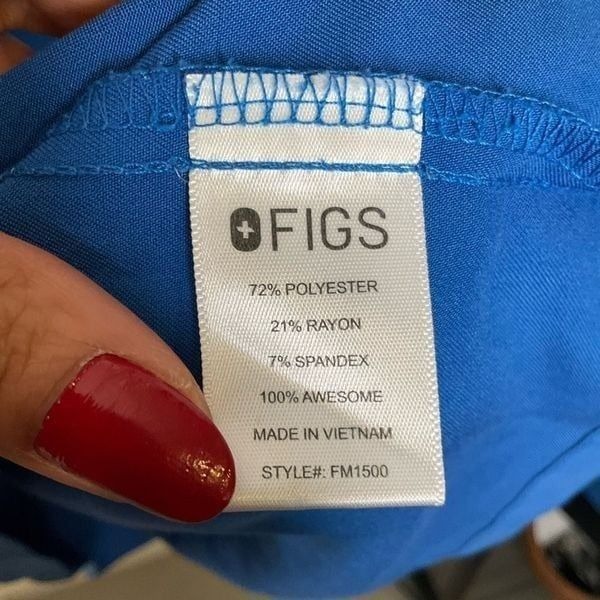 FIGS
72% POLYESTER
21% RAYON
7% SPANDEX
100% AWESOME
MADE IN VIETNAM
STYLE#: FM1500